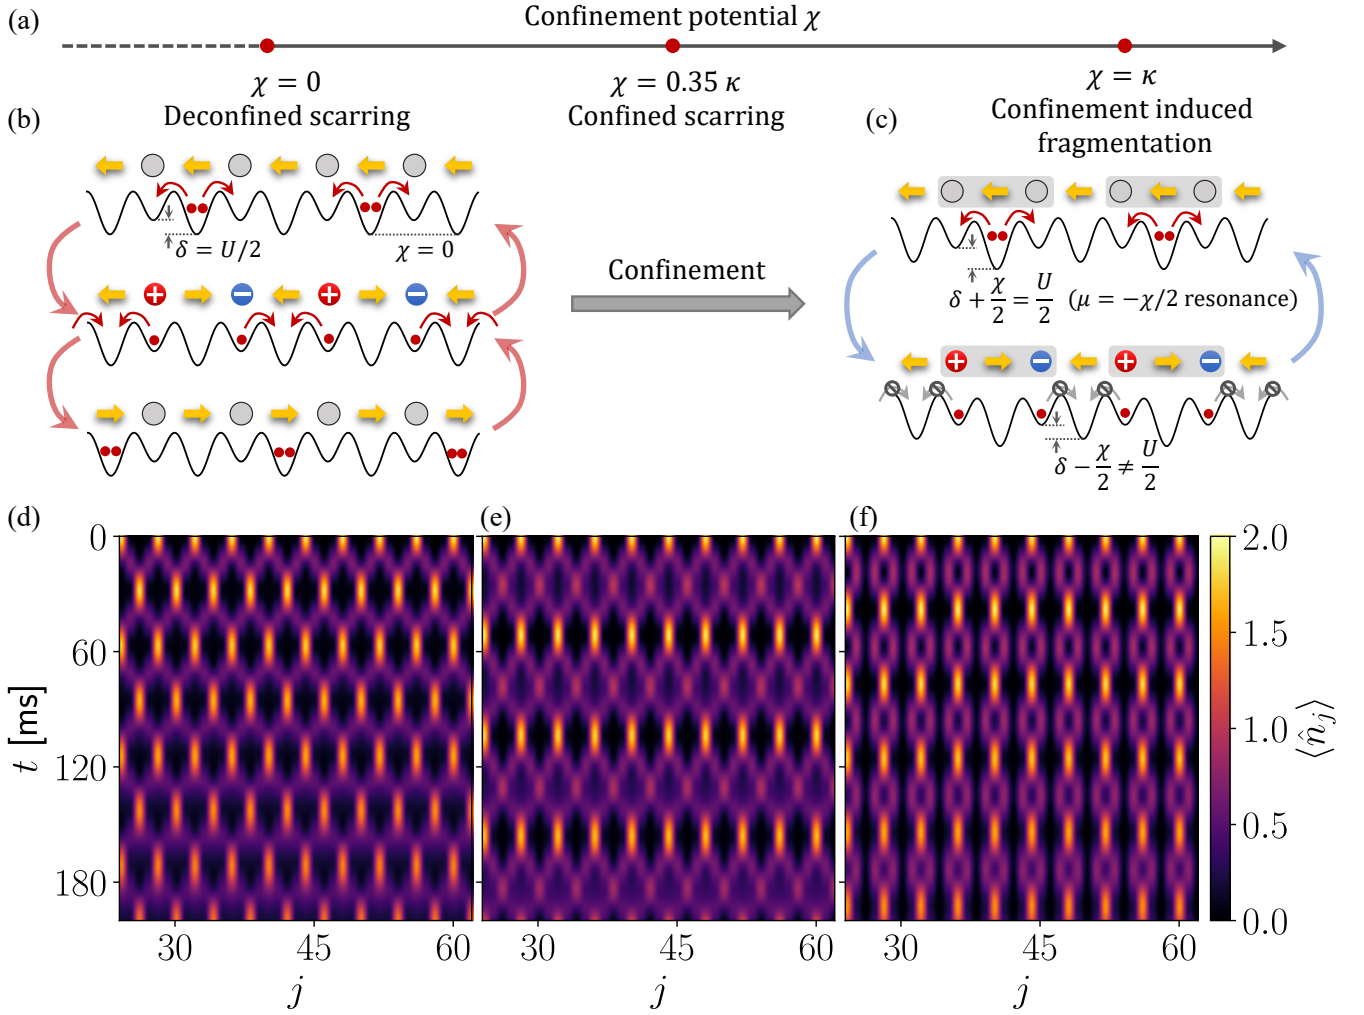 (a)
Confinement potential χ
χ = 0
χ = 0.35 κ
χ = κ
(b)
Deconfined scarring
Confined scarring
(c)
Confinement induced
fragmentation
δ = U/2
χ = 0
Confinement
δ + χ/2 = U/2 (μ = −χ/2 resonance)
+ − + −
+ − + −
δ − χ/2 ≠ U/2
(d)
(e)
(f)
0
60
120
180
t [ms]
30 45 60
j
30 45 60
j
30 45 60
j
2.0
1.5
1.0
0.5
0.0
⟨n̂ⱼ⟩